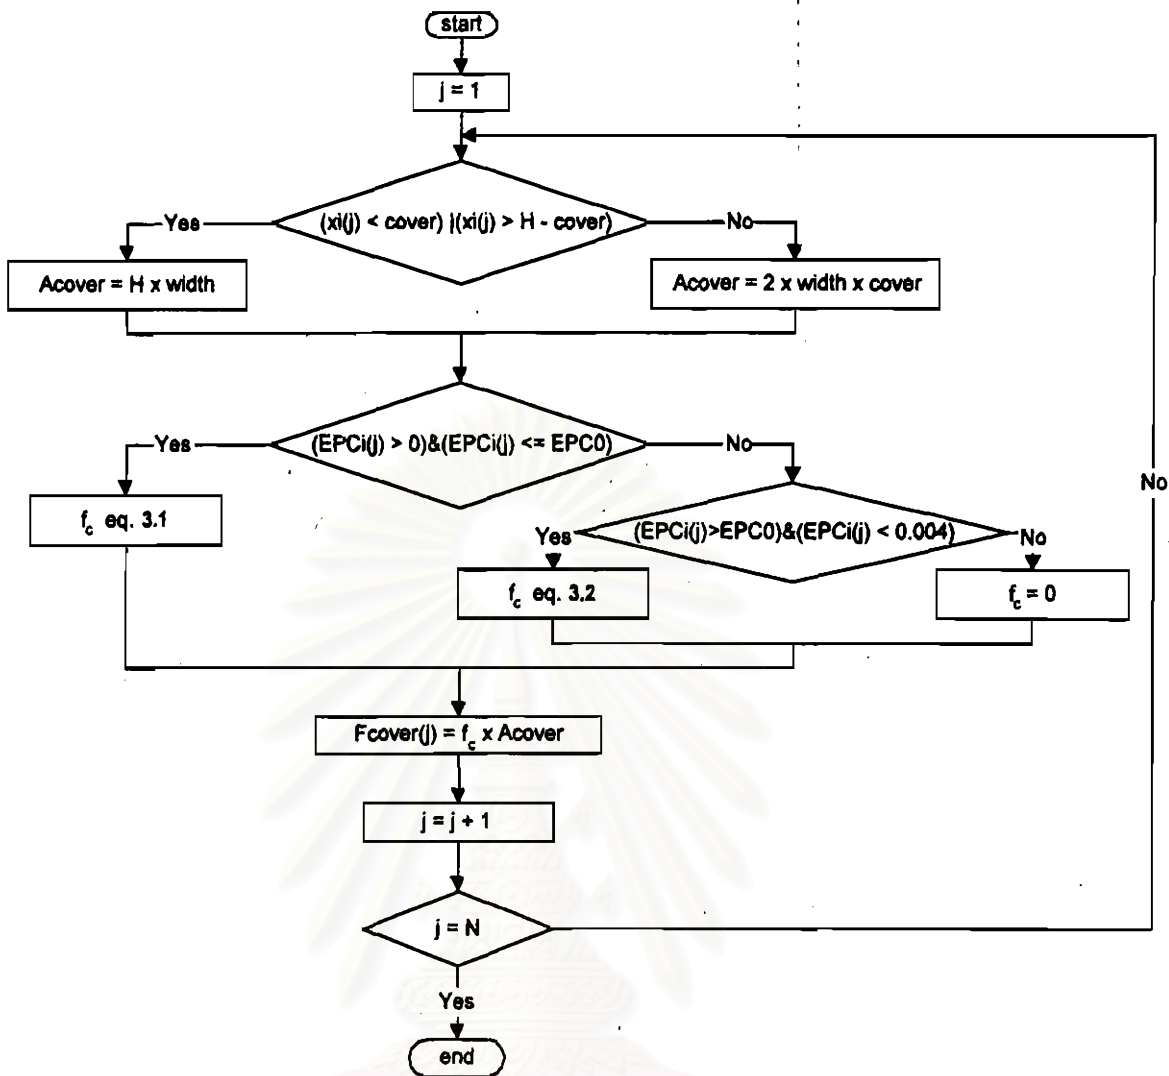 start
j = 1
(xi(j) < cover) |(xi(j) > H - cover)
Yes
No
Acover = H x width
Acover = 2 x width x cover
(EPCi(j) > 0)&(EPCi(j) <= EPC0)
Yes
No
No
f_c eq. 3.1
(EPCi(j)>EPC0)&(EPCi(j) < 0.004)
Yes
No
f_c eq. 3.2
f_c = 0
Fcover(j) = f_c x Acover
j = j + 1
j = N
Yes
end